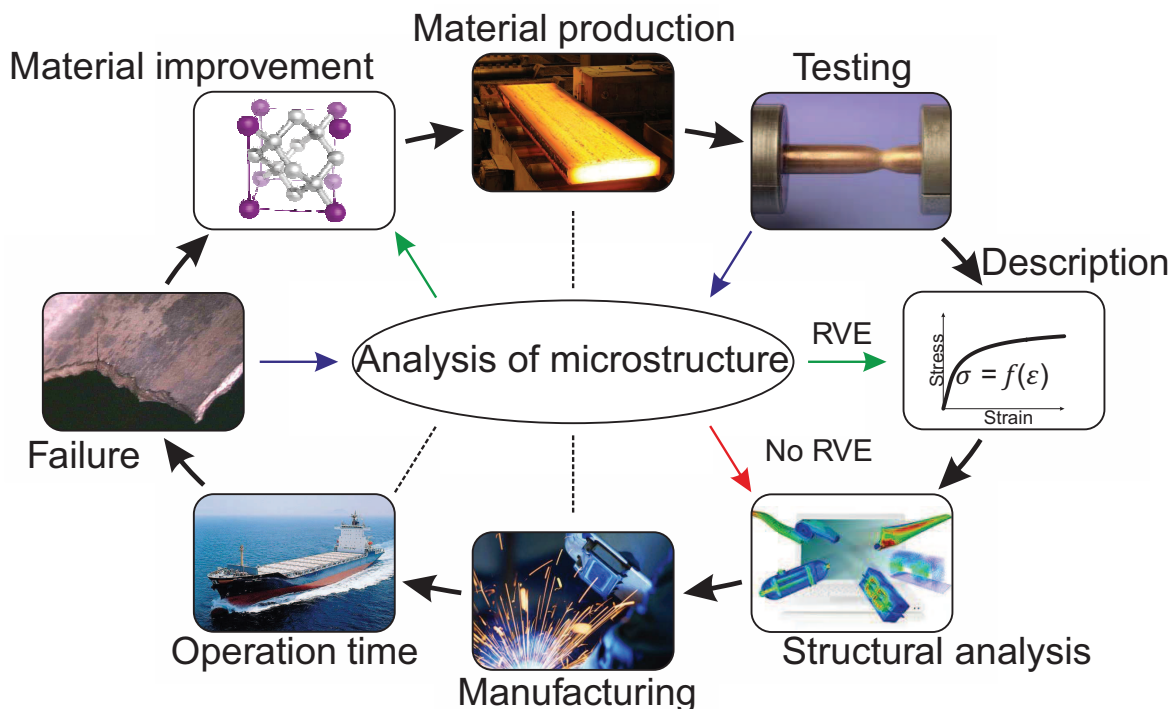 Material production
Material improvement
Testing
Description
Analysis of microstructure
RVE
Stress
σ = f(ε)
Strain
Failure
No RVE
Operation time
Structural analysis
Manufacturing